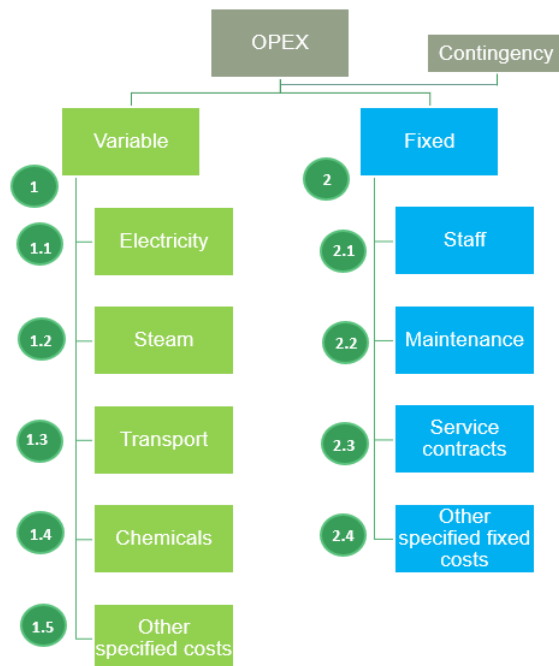 OPEX
Contingency
Variable
Fixed
1
2
1.1
Electricity
2.1
Staff
1.2
Steam
2.2
Maintenance
1.3
Transport
2.3
Service
contracts
1.4
Chemicals
2.4
Other
specified fixed
costs
1.5
Other
specified costs